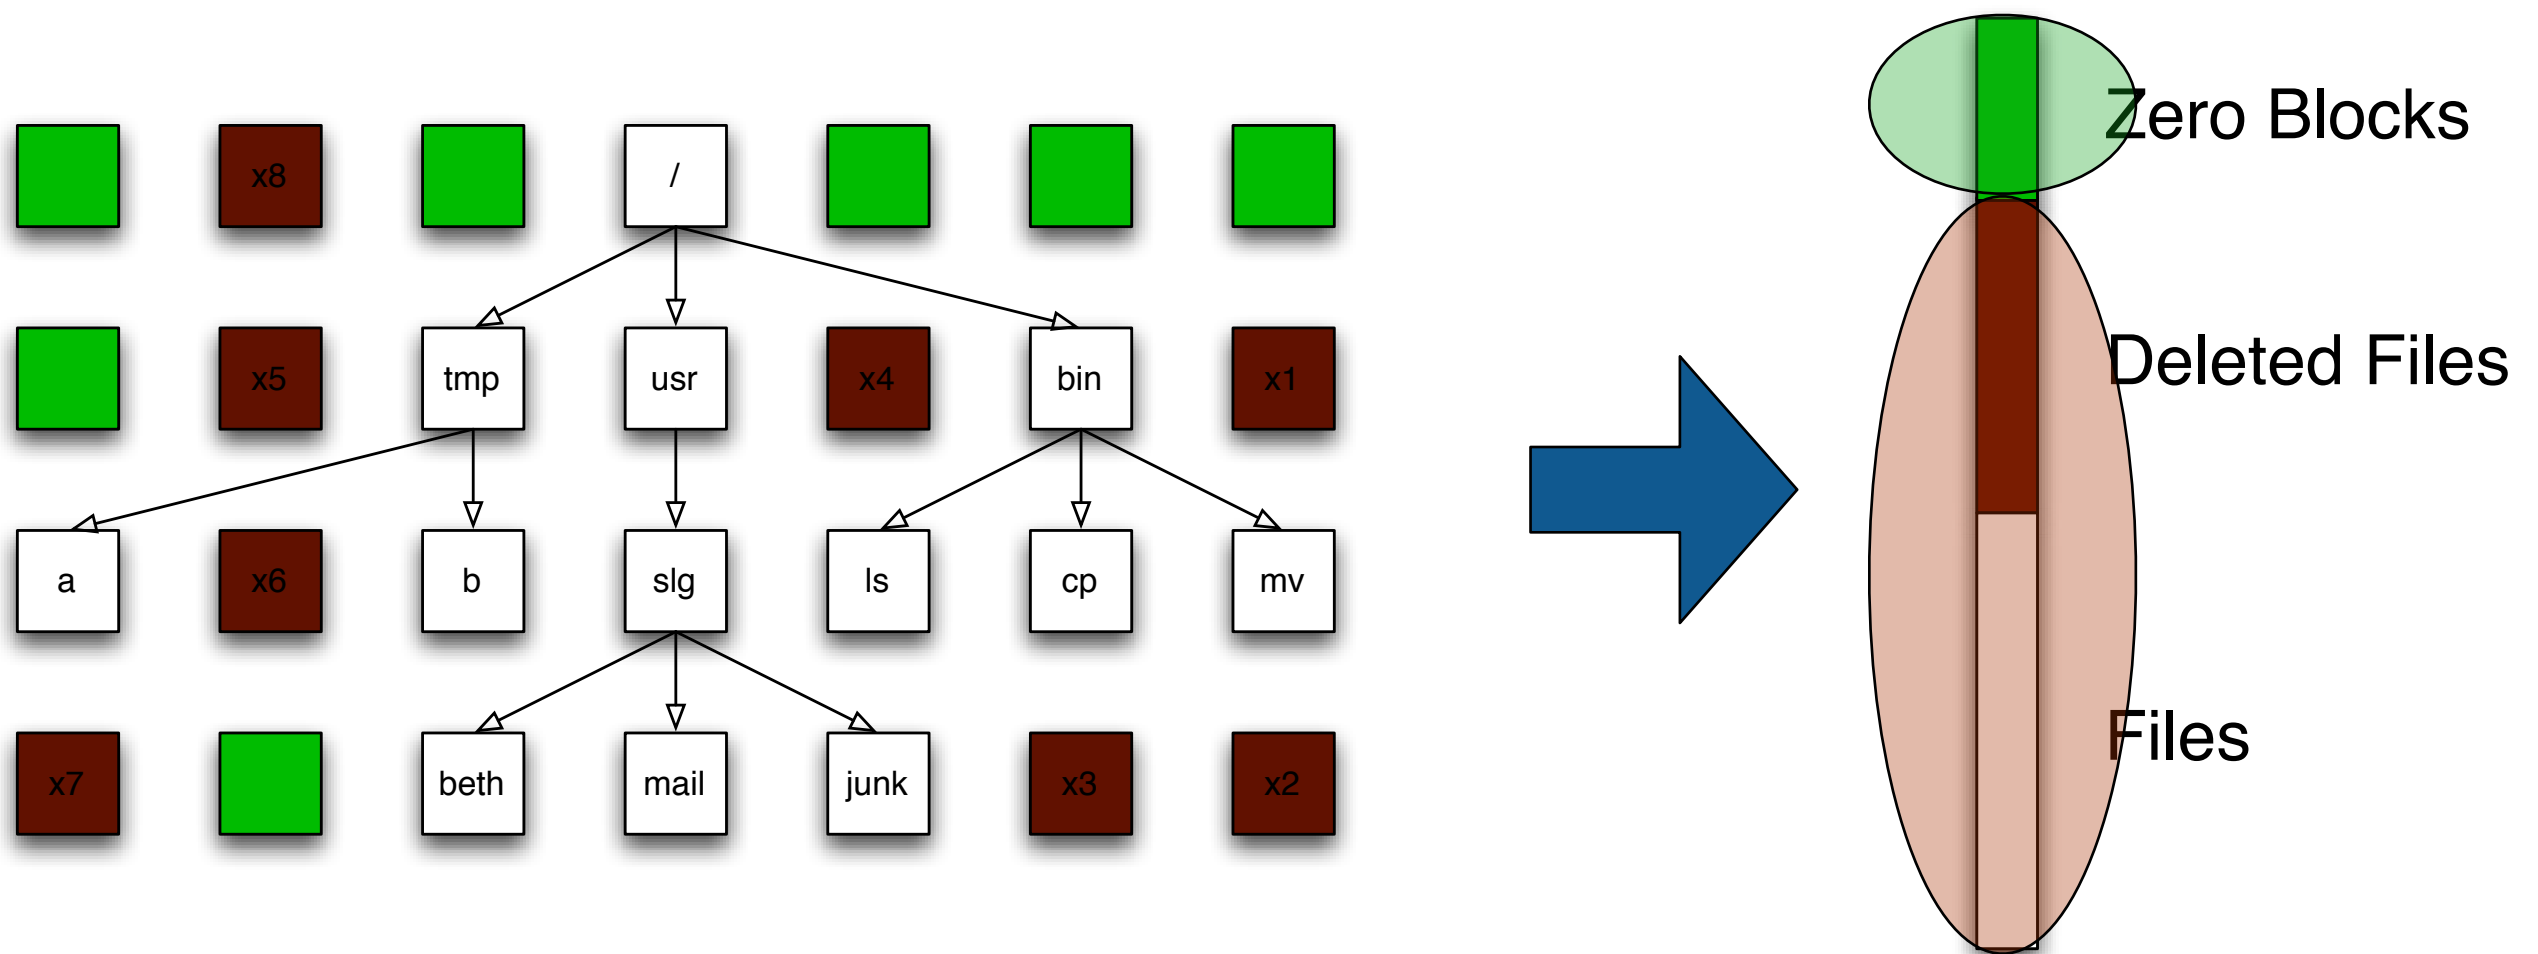 x8
/
x5
tmp
usr
x4
bin
x1
a
x6
b
slg
ls
cp
mv
x7
beth
mail
junk
x3
x2
Zero Blocks
Deleted Files
Files